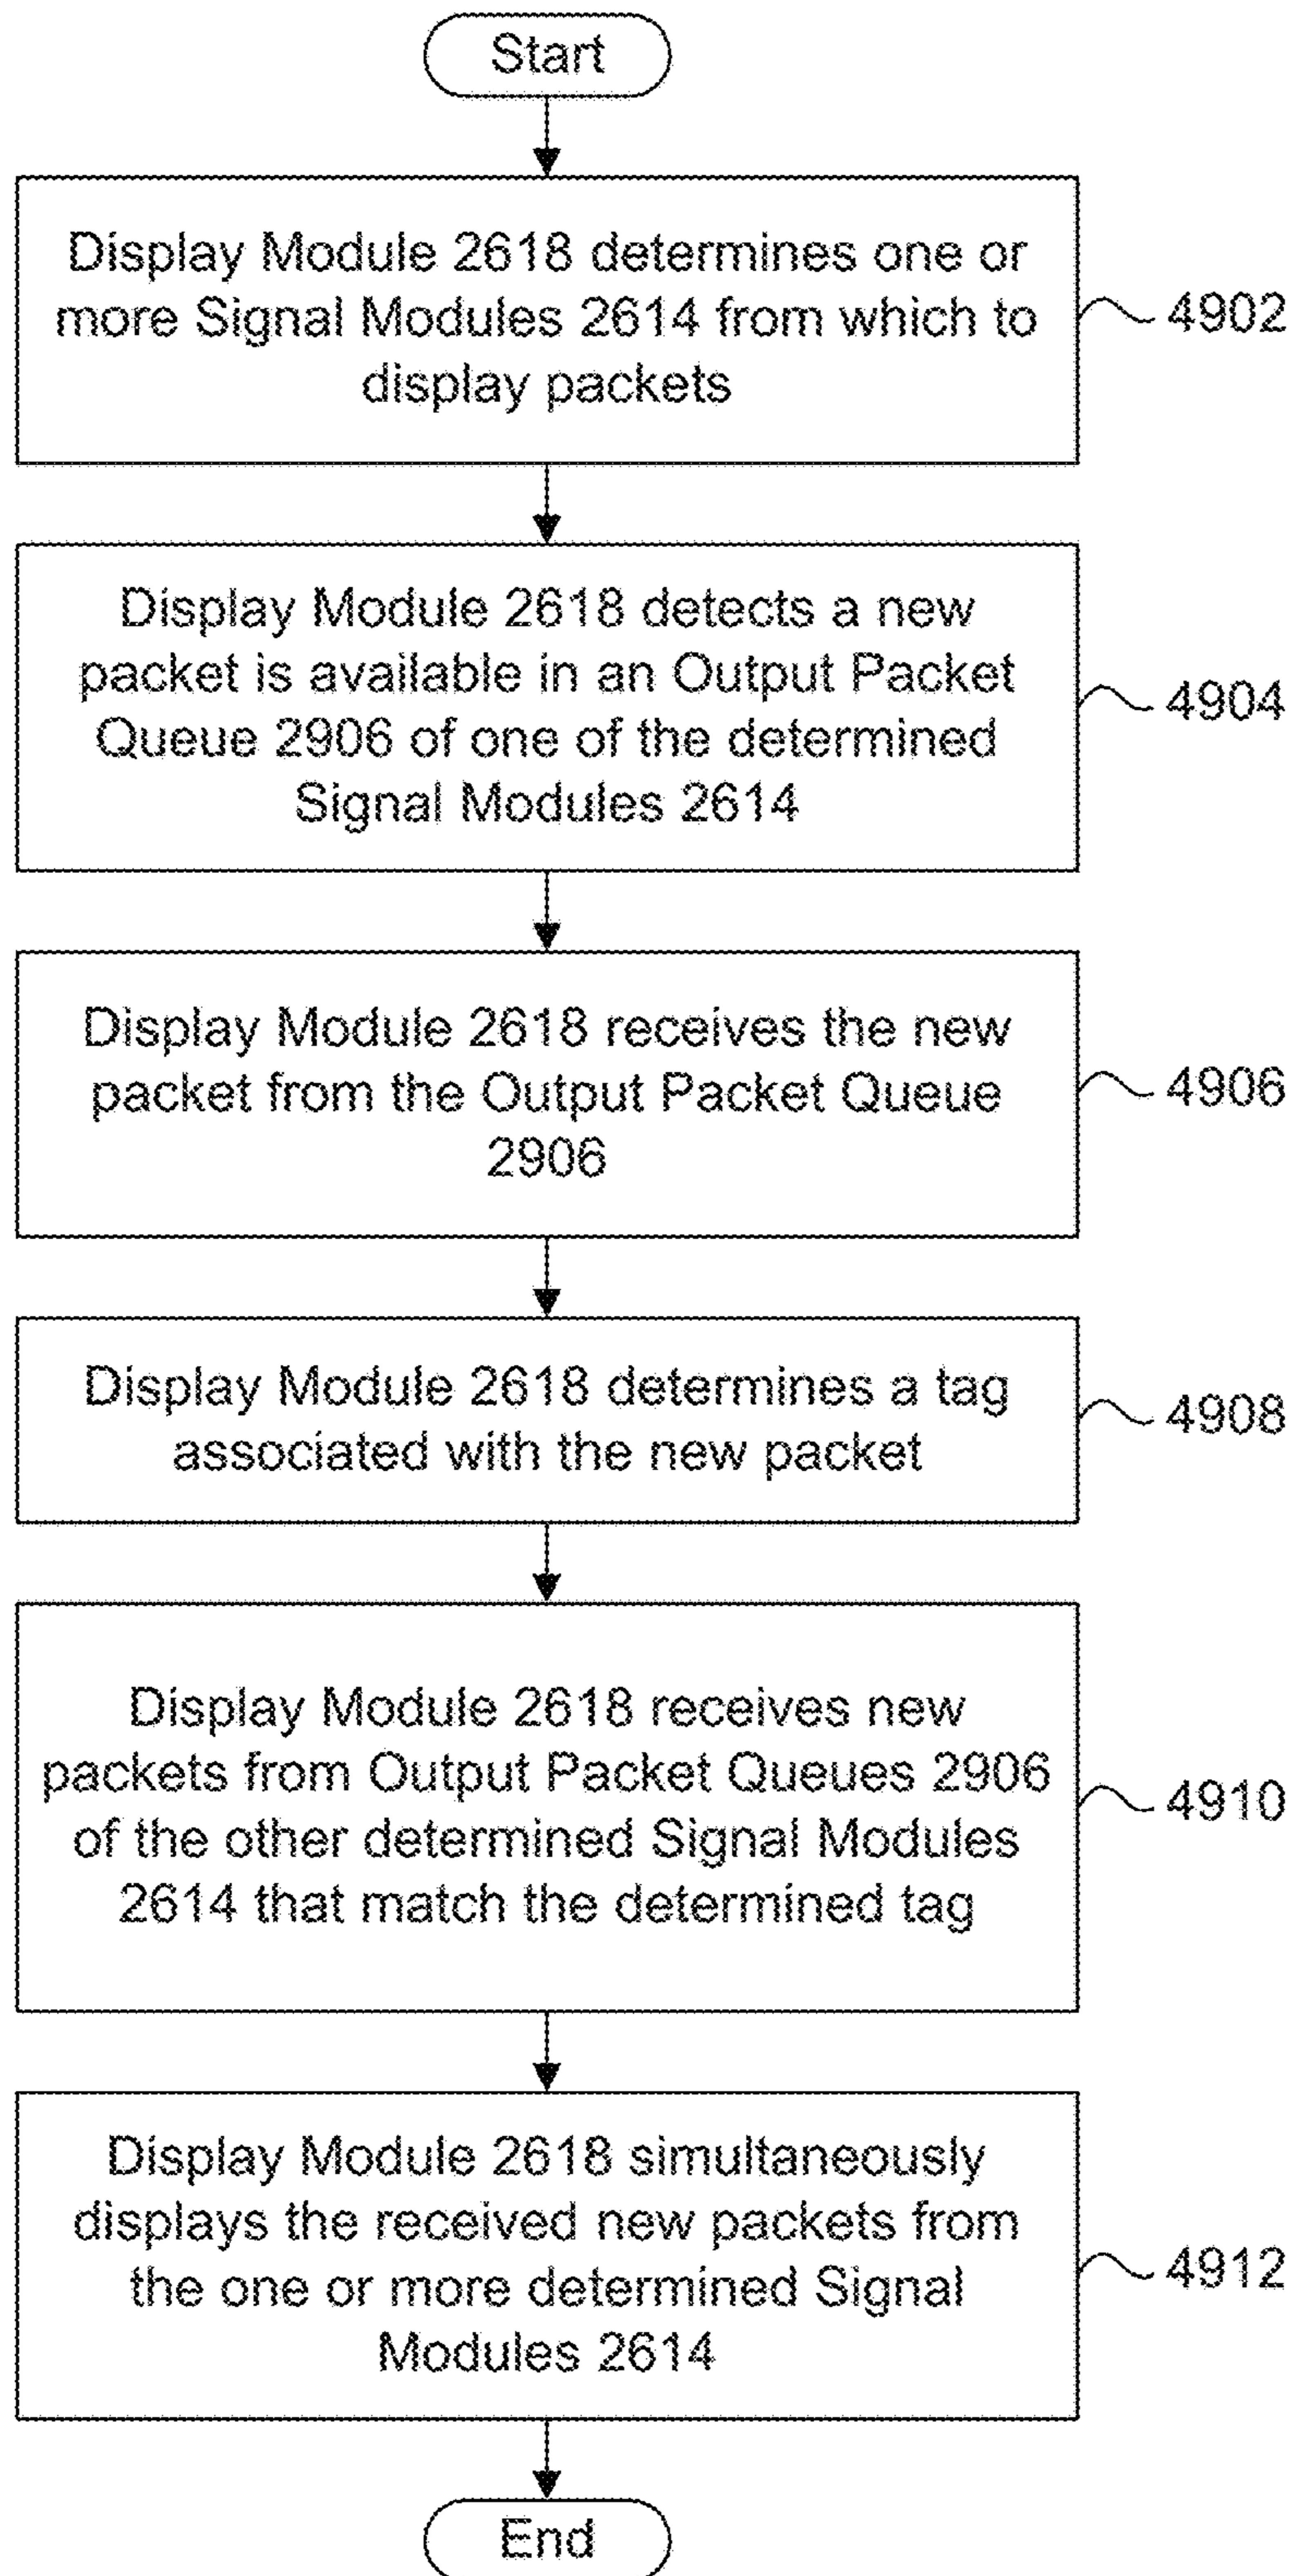 Start
Display Module 2618 determines one or
more Signal Modules 2614 from which to
display packets
4902
Display Module 2618 detects a new
packet is available in an Output Packet
Queue 2906 of one of the determined
Signal Modules 2614
4904
Display Module 2618 receives the new
packet from the Output Packet Queue
2906
4906
Display Module 2618 determines a tag
associated with the new packet
4908
Display Module 2618 receives new
packets from Output Packet Queues 2906
of the other determined Signal Modules
2614 that match the determined tag
4910
Display Module 2618 simultaneously
displays the received new packets from
the one or more determined Signal
Modules 2614
4912
End